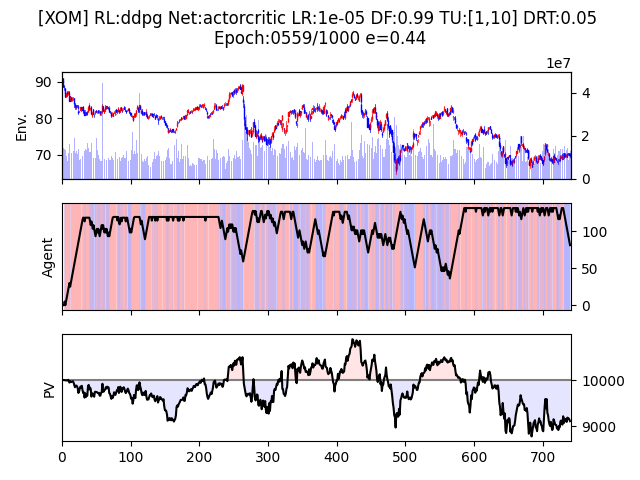 [XOM] RL:ddpg Net:actorcritic LR:1e-05 DF:0.99 TU:[1,10] DRT:0.05
Epoch:0559/1000 e=0.44
1e7
Env.
90
80
70
4
2
0
Agent
100
50
0
PV
10000
9000
0 100 200 300 400 500 600 700